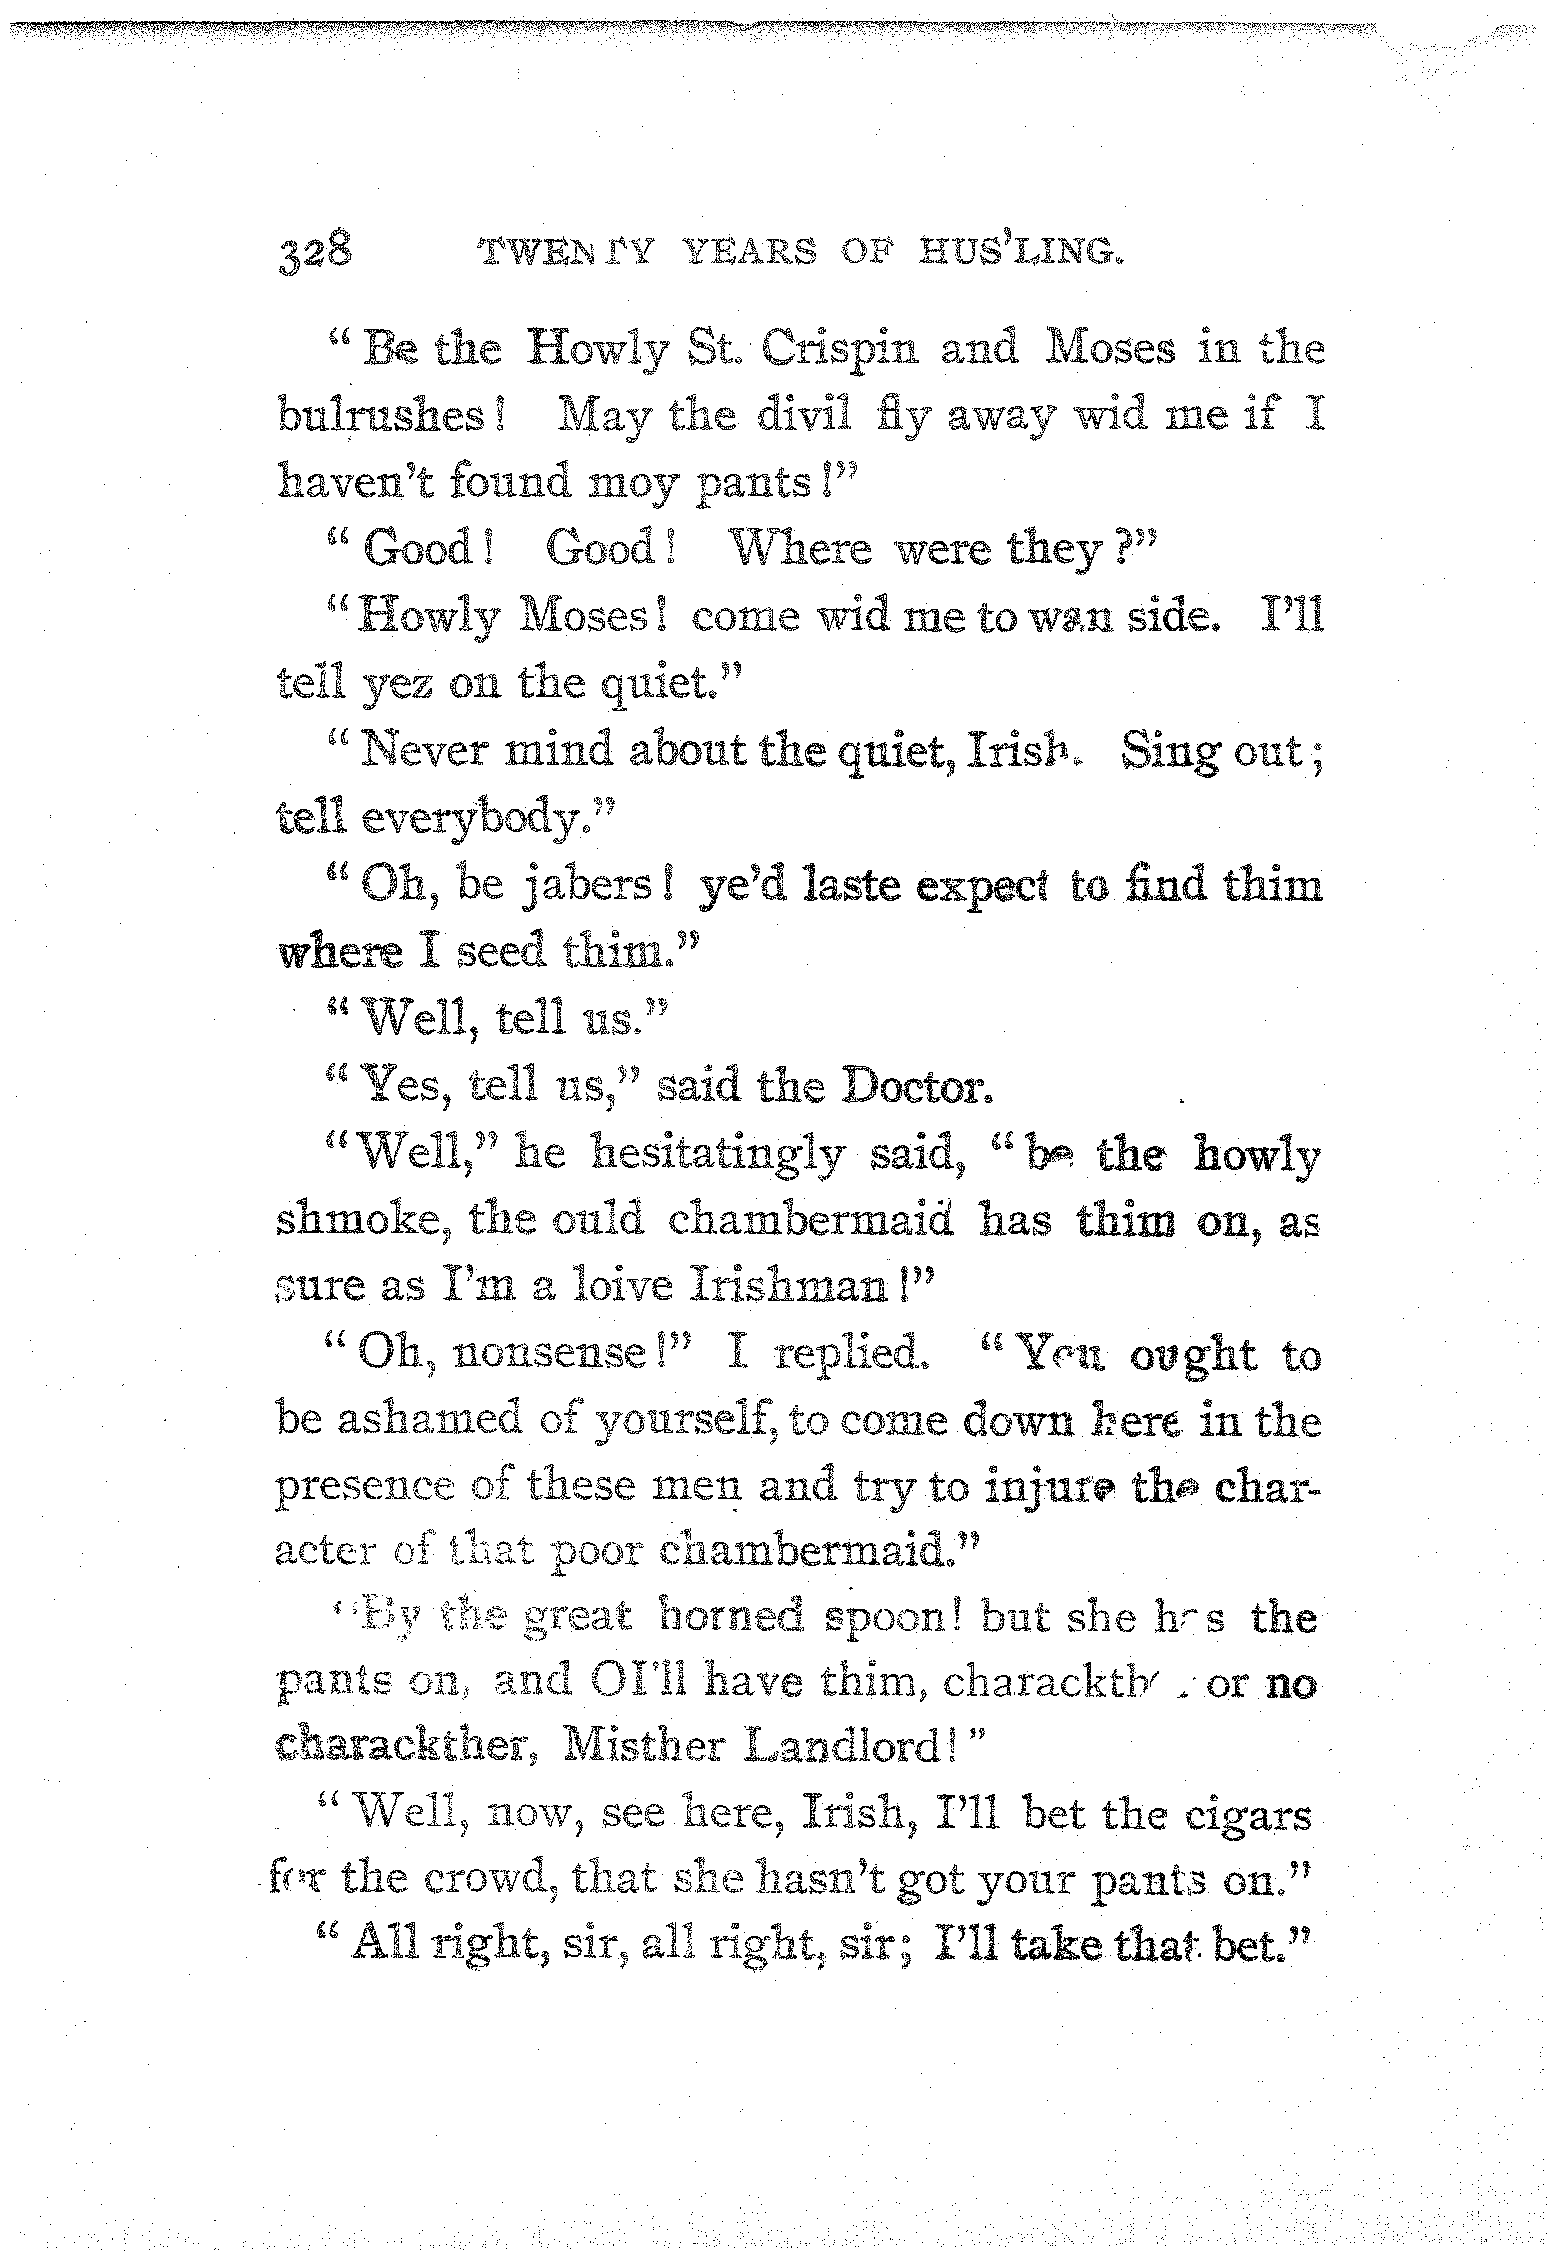 328 TWENTY YEARS OF HUS'LING.
"Be the Howly St. Crispin and Moses in the
bulrushes! May the divil fly away wid me if I
haven't found moy pants!"
"Good! Good! Where were they?"
"Howly Moses! come wid me to wan side. I'll
tell yez on the quiet."
"Never mind about the quiet, Irish. Sing out;
tell everybody."
"Oh, be jabers! ye'd laste expect to find thim
where I seed thim."
"Well, tell us."
"Yes, tell us," said the Doctor.
"Well," he hesitatingly said, "be the howly
shmoke, the ould chambermaid has thim on, as
sure as I'm a loive Irishman!"
"Oh, nonsense!" I replied. "You ought to
be ashamed of yourself, to come down here in the
presence of these men and try to injure the char-
acter of that poor chambermaid."
"By the great horned spoon! but she has the
pants on, and OI'll have thim, charackther or no
charackther, Misther Landlord!"
"Well, now, see here, Irish, I'll bet the cigars
for the crowd, that she hasn't got your pants on."
"All right, sir, all right, sir; I'll take that bet."